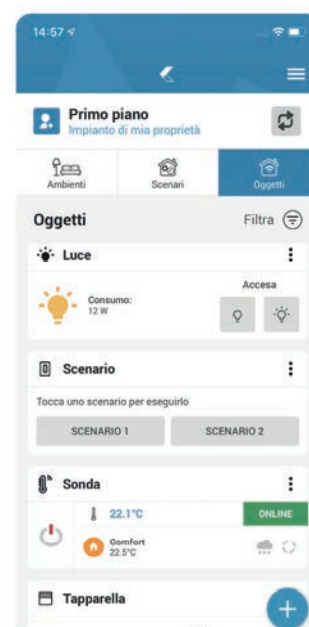 14:57
Primo piano
Impianto di mia proprietà
Ambienti
Scenari
Oggetti
Oggetti
Filtra
Luce
Accesa
Consumo:
12 W
Scenario
Tocca uno scenario per eseguirlo
SCENARIO 1
SCENARIO 2
Sonda
22.1°C
ONLINE
Comfort
22.5°C
Tapparella